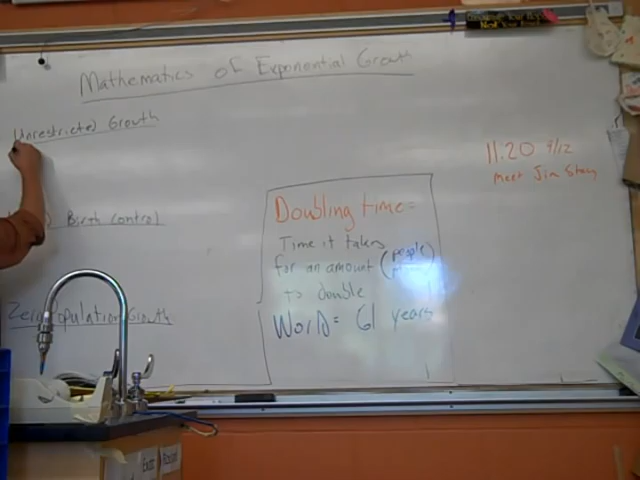 Mathematics of Exponential Growth
Unrestricted Growth
11:20 9/12
Meet Jim
Doubling time:
Birth Control
Time it takes
for an amount (people)
to double
Zero Population Growth
World = 61 years